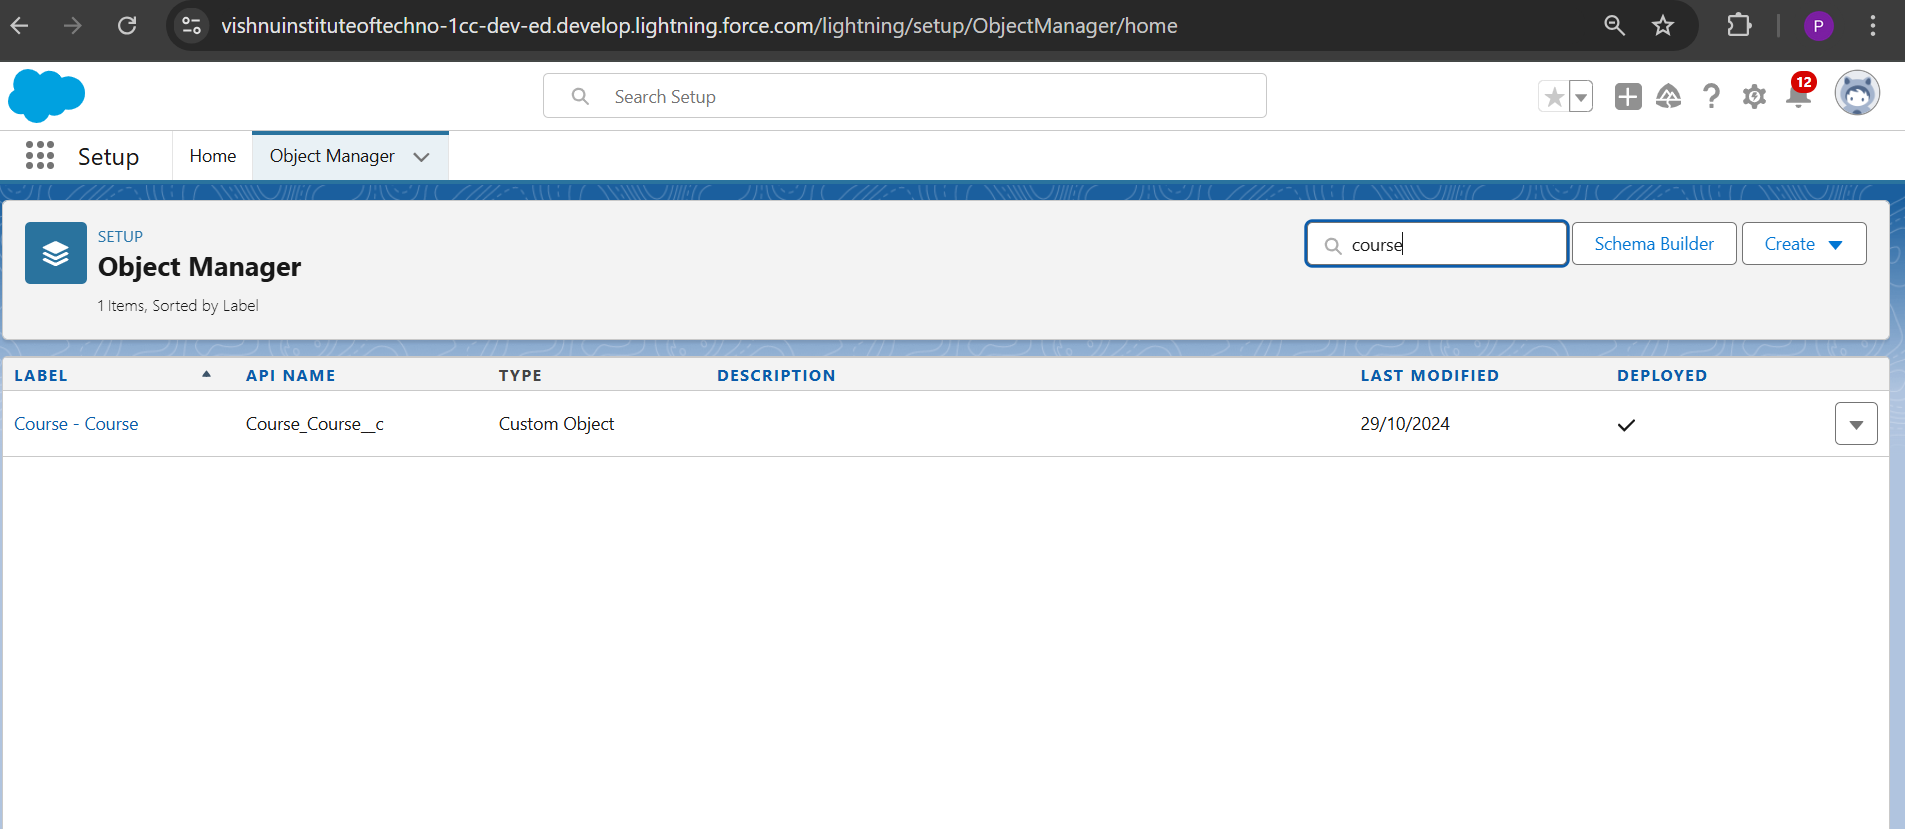 vishnuinstituteoftechno-1cc-dev-ed.develop.lightning.force.com/lightning/setup/ObjectManager/home
P
Search Setup
12
Setup
Home
Object Manager
SETUP
Object Manager
1 Items, Sorted by Label
course
Schema Builder
Create
LABEL API NAME TYPE DESCRIPTION LAST MODIFIED DEPLOYED
Course - Course Course_Course__c Custom Object 29/10/2024